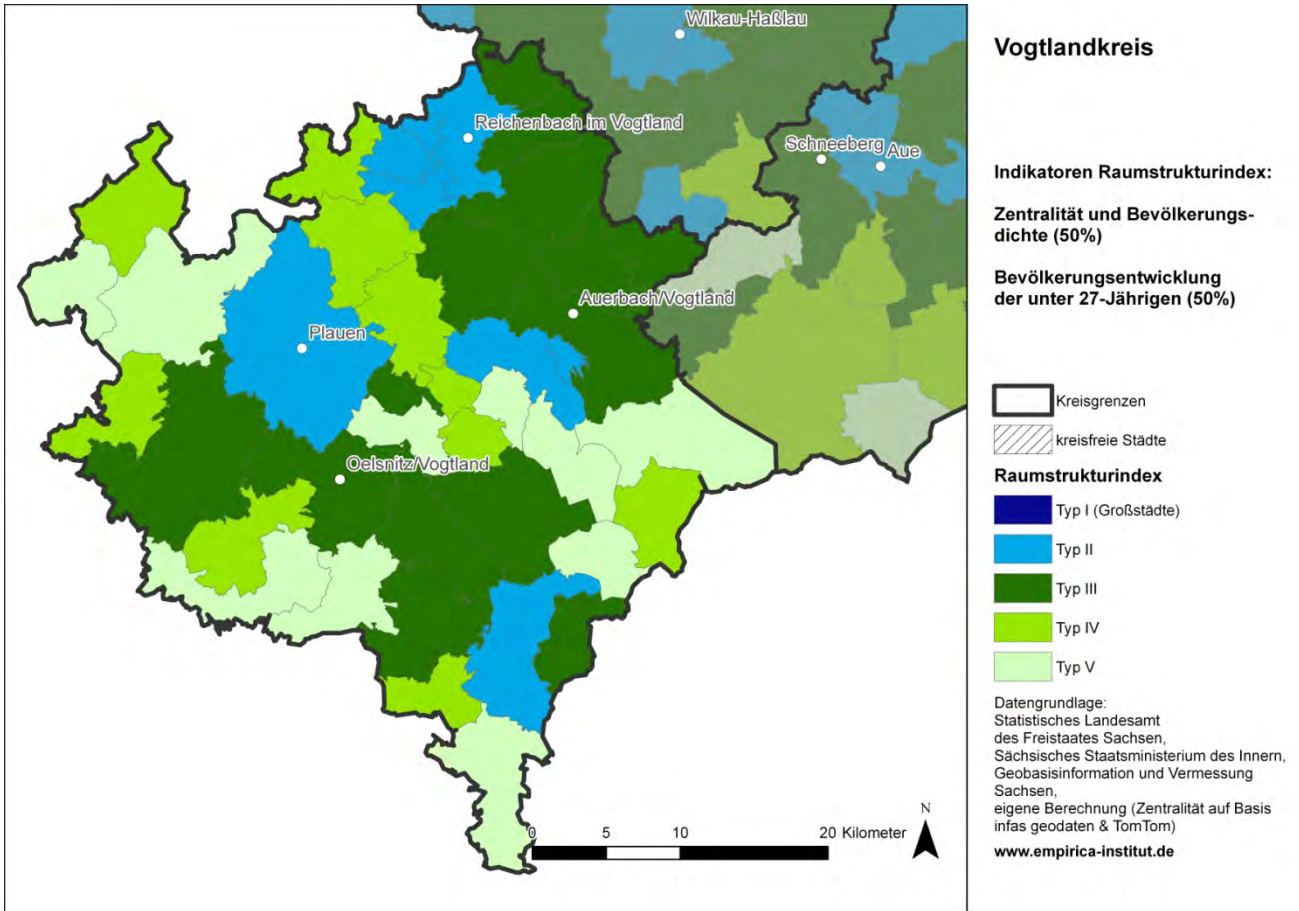 Wilkau-Haßlau
Reichenbach im Vogtland
Schneeberg
Aue
Auerbach/Vogtland
Plauen
Oelsnitz/Vogtland
N
0 5 10 20 Kilometer
Vogtlandkreis
Indikatoren Raumstrukturindex:
Zentralität und Bevölkerungs-
dichte (50%)
Bevölkerungsentwicklung
der unter 27-Jährigen (50%)
Kreisgrenzen
kreisfreie Städte
Raumstrukturindex
Typ I (Großstädte)
Typ II
Typ III
Typ IV
Typ V
Datengrundlage:
Statistisches Landesamt
des Freistaates Sachsen,
Sächsisches Staatsministerium des Innern,
Geobasisinformation und Vermessung
Sachsen,
eigene Berechnung (Zentralität auf Basis
infas geodaten & TomTom)
www.empirica-institut.de